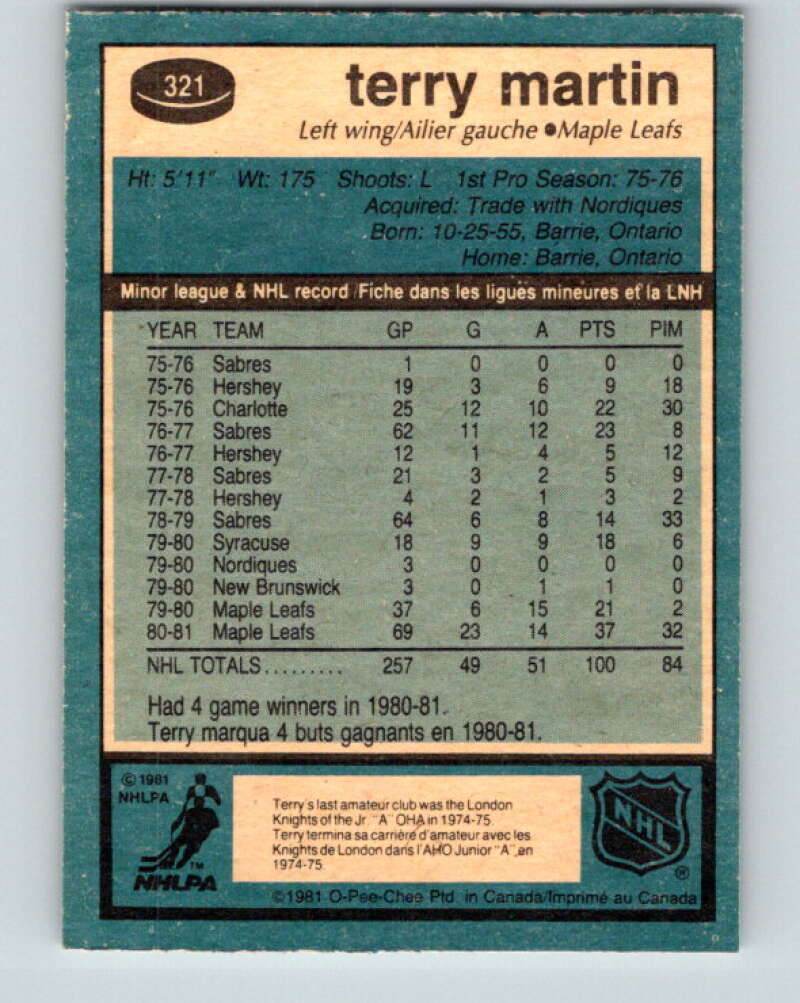 321
terry martin
Left wing/Ailier gauche ●Maple Leafs
Ht: 5'11" Wt: 175 Shoots: L 1st Pro Season: 75-76
Acquired: Trade with Nordiques
Born: 10-25-55, Barrie, Ontario
Home: Barrie, Ontario
Minor league & NHL record/Fiche dans les ligues mineures et la LNH
YEAR TEAM GP G A PTS PIM
75-76 Sabres 1 0 0 0 0
75-76 Hershey 19 3 6 9 18
75-76 Charlotte 25 12 10 22 30
76-77 Sabres 62 11 12 23 8
76-77 Hershey 12 1 4 5 12
77-78 Sabres 21 3 2 5 9
77-78 Hershey 4 2 1 3 2
78-79 Sabres 64 6 8 14 33
79-80 Syracuse 18 9 9 18 6
79-80 Nordiques 3 0 0 0 0
79-80 New Brunswick 3 0 1 1 0
79-80 Maple Leafs 37 6 15 21 2
80-81 Maple Leafs 69 23 14 37 32
NHL TOTALS......... 257 49 51 100 84
Had 4 game winners in 1980-81.
Terry marqua 4 buts gagnants en 1980-81.
© 1981
NHLPA
TM
NHLPA
Terry's last amateur club was the London
Knights of the Jr. "A" OHA in 1974-75.
Terry termina sa carrière d'amateur avec les
Knights de London dans l'AHO Junior "A" en
1974-75.
NHL
®
©1981 O-Pee-Chee Ptd. in Canada/Imprimé au Canada